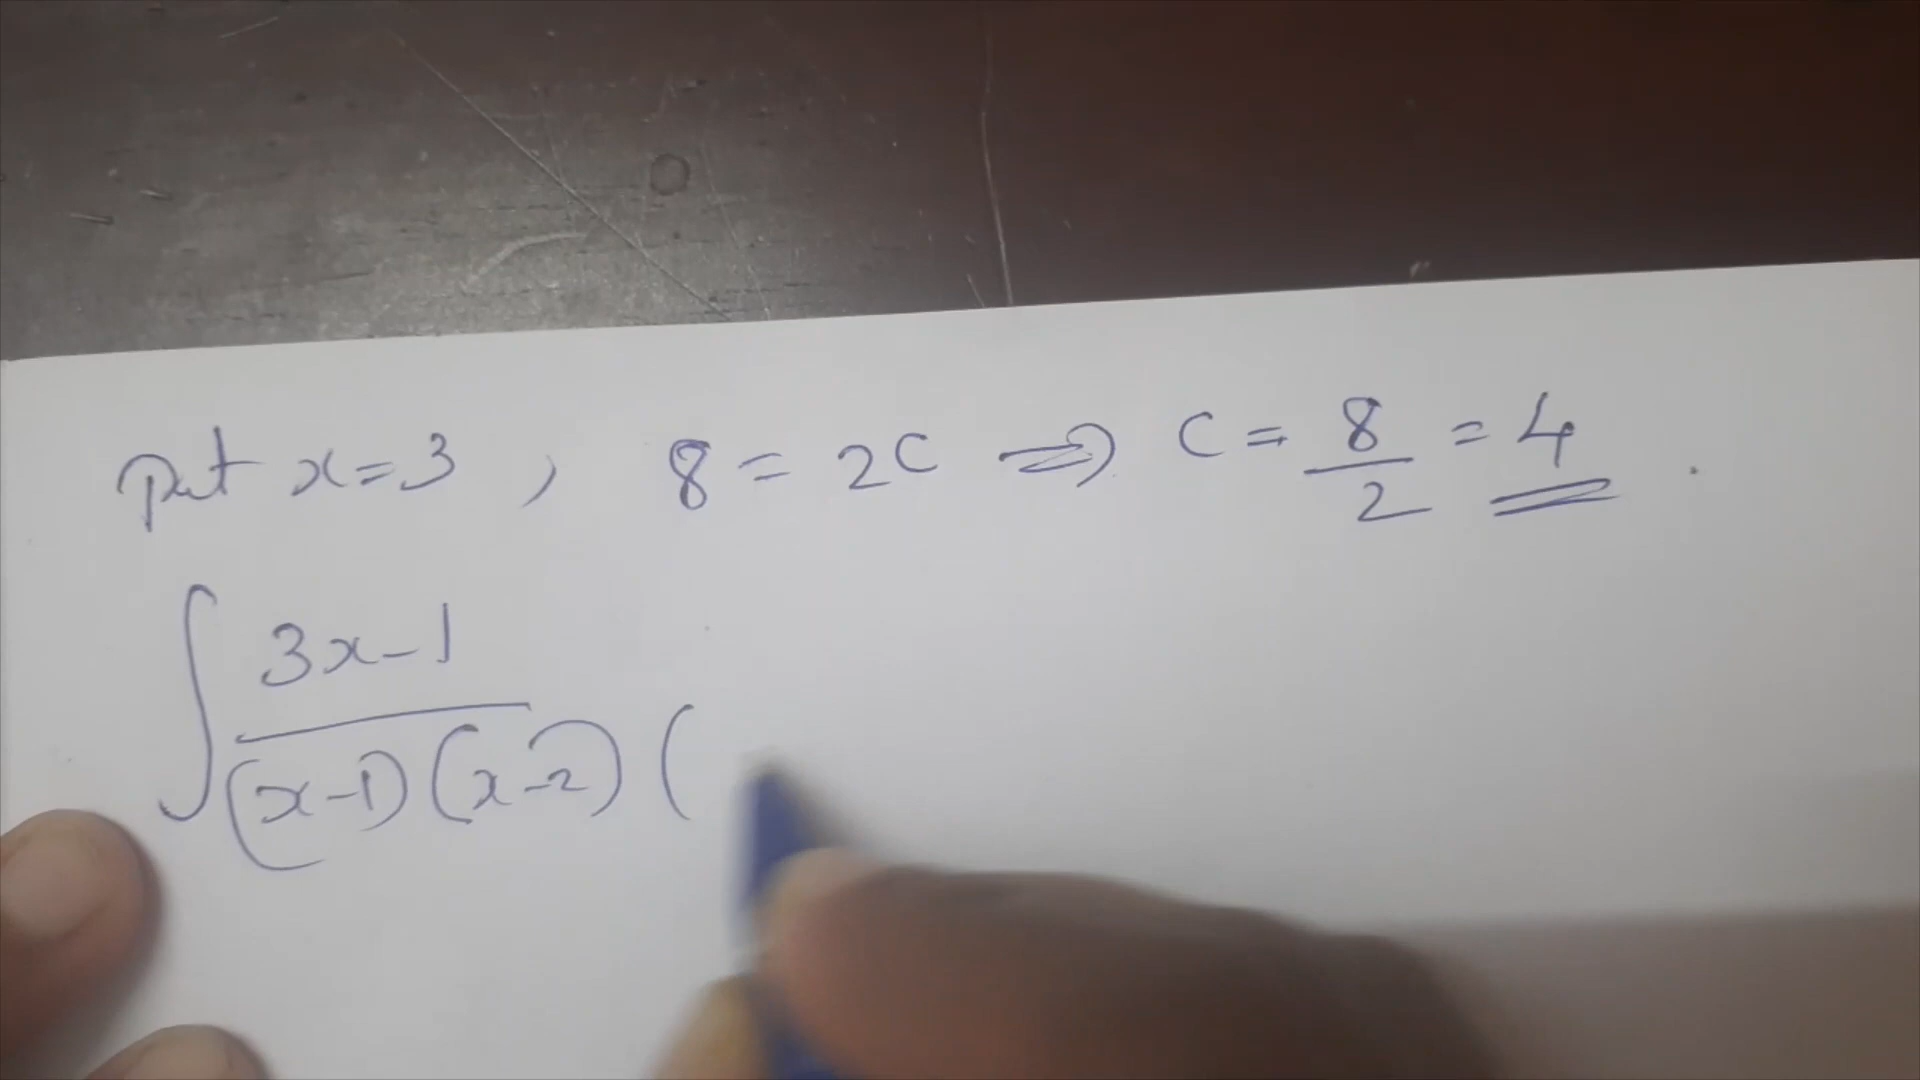 Put x=3 , 8 = 2C ⇒ C = 8/2 = 4 .
∫ 3x-1
(x-1) (x-2) (